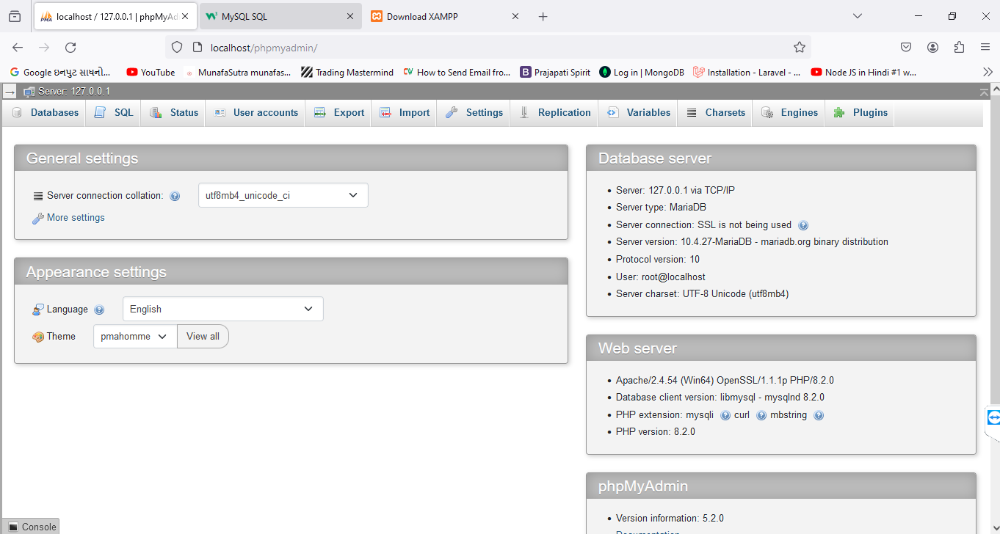 localhost / 127.0.0.1 | phpMyAd
MySQL SQL
Download XAMPP
localhost/phpmyadmin/
Google ઇનપુટ સાધનો...
YouTube
MunafaSutra munafas...
Trading Mastermind
How to Send Email fro...
Prajapati Spirit
Log in | MongoDB
Installation - Laravel - ...
Node JS in Hindi #1 w...
Server: 127.0.0.1
Databases
SQL
Status
User accounts
Export
Import
Settings
Replication
Variables
Charsets
Engines
Plugins
General settings
Server connection collation:
utf8mb4_unicode_ci
More settings
Appearance settings
Language
English
Theme
pmahomme
View all
Database server
Server: 127.0.0.1 via TCP/IP
Server type: MariaDB
Server connection: SSL is not being used
Server version: 10.4.27-MariaDB - mariadb.org binary distribution
Protocol version: 10
User: root@localhost
Server charset: UTF-8 Unicode (utf8mb4)
Web server
Apache/2.4.54 (Win64) OpenSSL/1.1.1p PHP/8.2.0
Database client version: libmysql - mysqlnd 8.2.0
PHP extension: mysqli curl mbstring
PHP version: 8.2.0
phpMyAdmin
Version information: 5.2.0
Documentation
Console